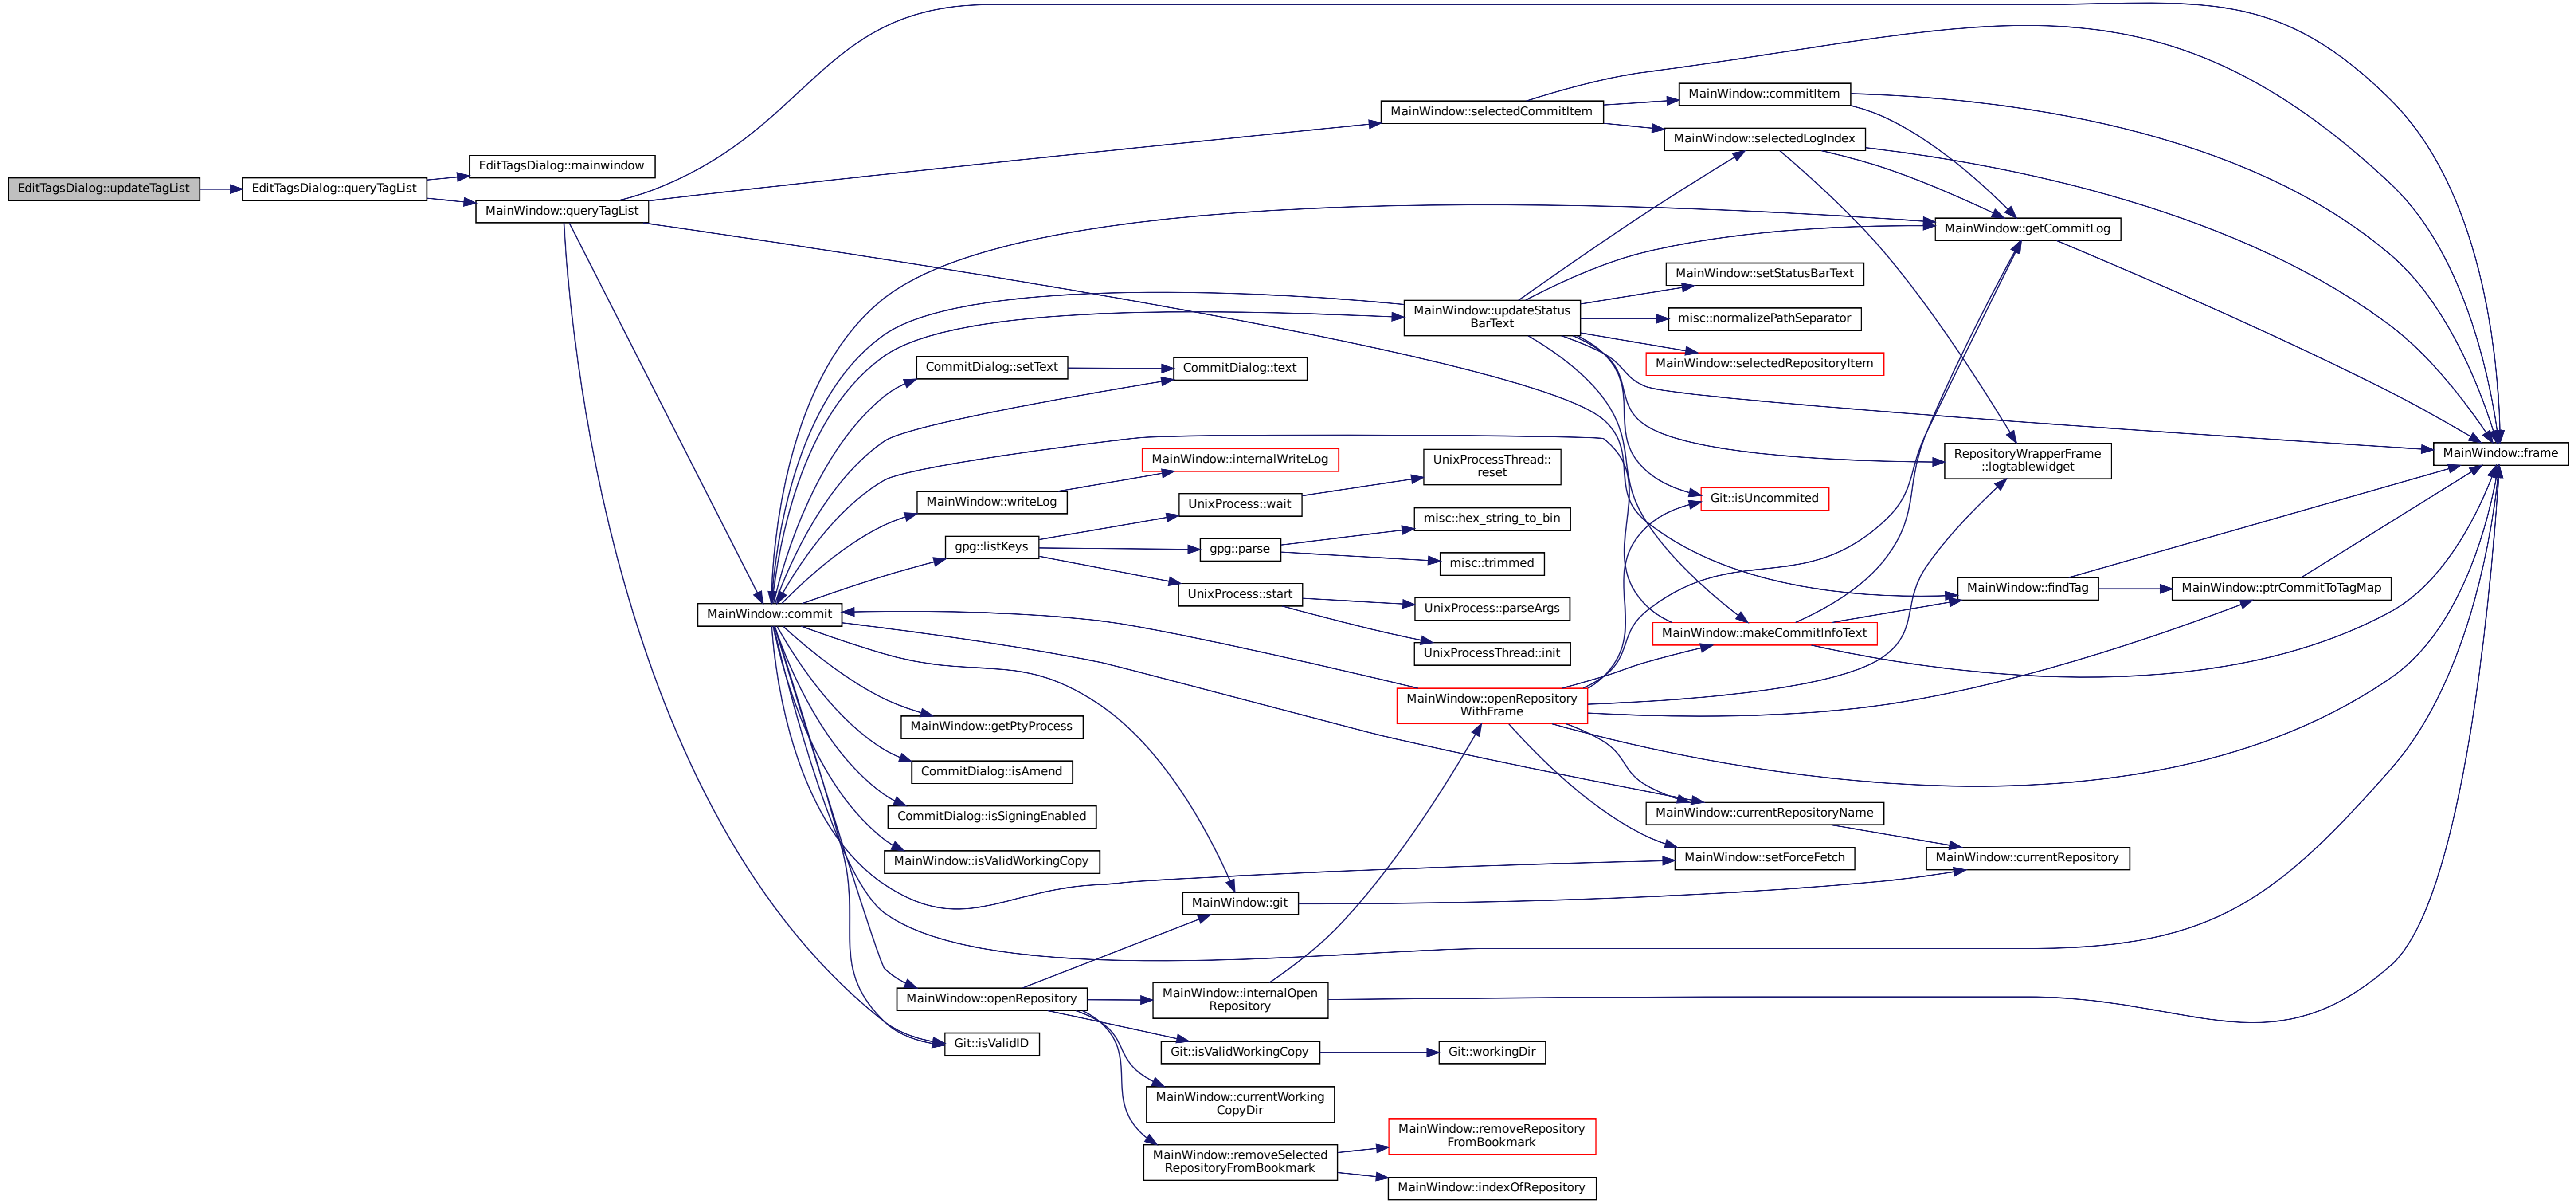 EditTagsDialog::updateTagList
EditTagsDialog::queryTagList
EditTagsDialog::mainwindow
MainWindow::queryTagList
MainWindow::commit
MainWindow::selectedCommitItem
MainWindow::commitItem
MainWindow::selectedLogIndex
MainWindow::getCommitLog
MainWindow::updateStatus
BarText
MainWindow::setStatusBarText
misc::normalizePathSeparator
MainWindow::selectedRepositoryItem
CommitDialog::setText
CommitDialog::text
MainWindow::writeLog
MainWindow::internalWriteLog
gpg::listKeys
UnixProcess::wait
UnixProcessThread::
reset
gpg::parse
misc::hex_string_to_bin
misc::trimmed
UnixProcess::start
UnixProcess::parseArgs
UnixProcessThread::init
RepositoryWrapperFrame
::logtablewidget
Git::isUncommited
MainWindow::frame
MainWindow::findTag
MainWindow::ptrCommitToTagMap
MainWindow::makeCommitInfoText
MainWindow::openRepository
WithFrame
MainWindow::getPtyProcess
CommitDialog::isAmend
CommitDialog::isSigningEnabled
MainWindow::isValidWorkingCopy
MainWindow::currentRepositoryName
MainWindow::setForceFetch
MainWindow::currentRepository
MainWindow::git
MainWindow::openRepository
MainWindow::internalOpen
Repository
Git::isValidID
Git::isValidWorkingCopy
Git::workingDir
MainWindow::currentWorking
CopyDir
MainWindow::removeSelected
RepositoryFromBookmark
MainWindow::removeRepository
FromBookmark
MainWindow::indexOfRepository